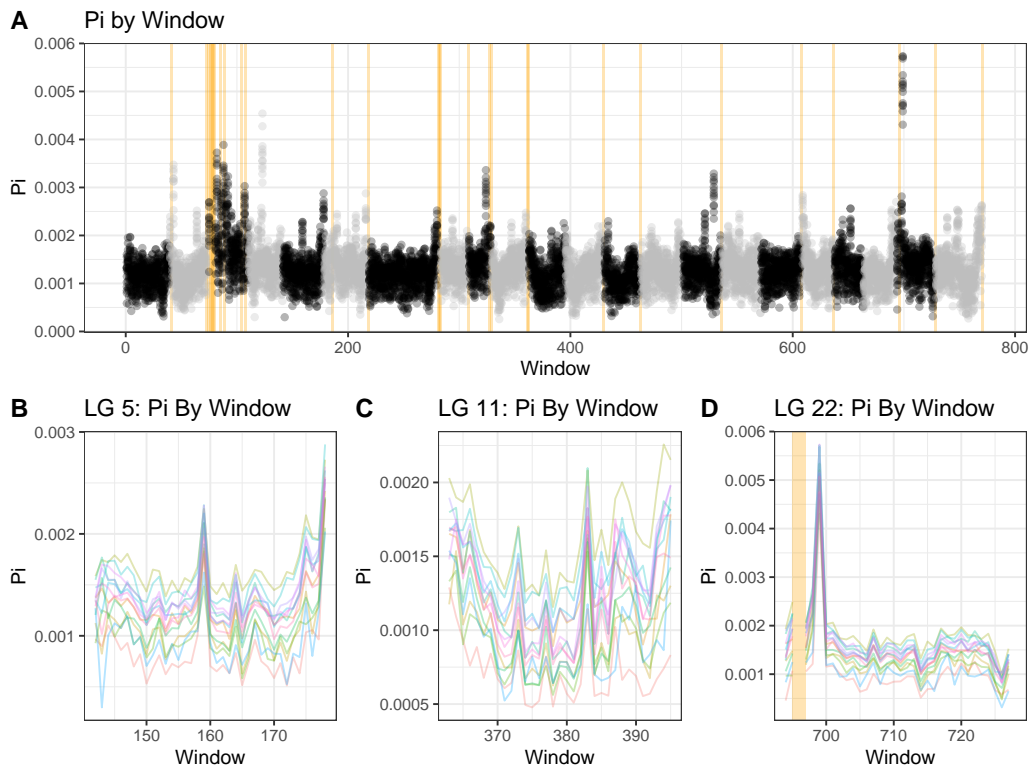 A Pi by Window
0.006
0.005
0.004
0.003
0.002
0.001
0.000
Pi
0 200 400 600 800
Window
B LG 5: Pi By Window
0.003
0.002
0.001
Pi
150 160 170
Window
C LG 11: Pi By Window
0.0020
0.0015
0.0010
0.0005
Pi
370 380 390
Window
D LG 22: Pi By Window
0.006
0.005
0.004
0.003
0.002
0.001
Pi
700 710 720
Window